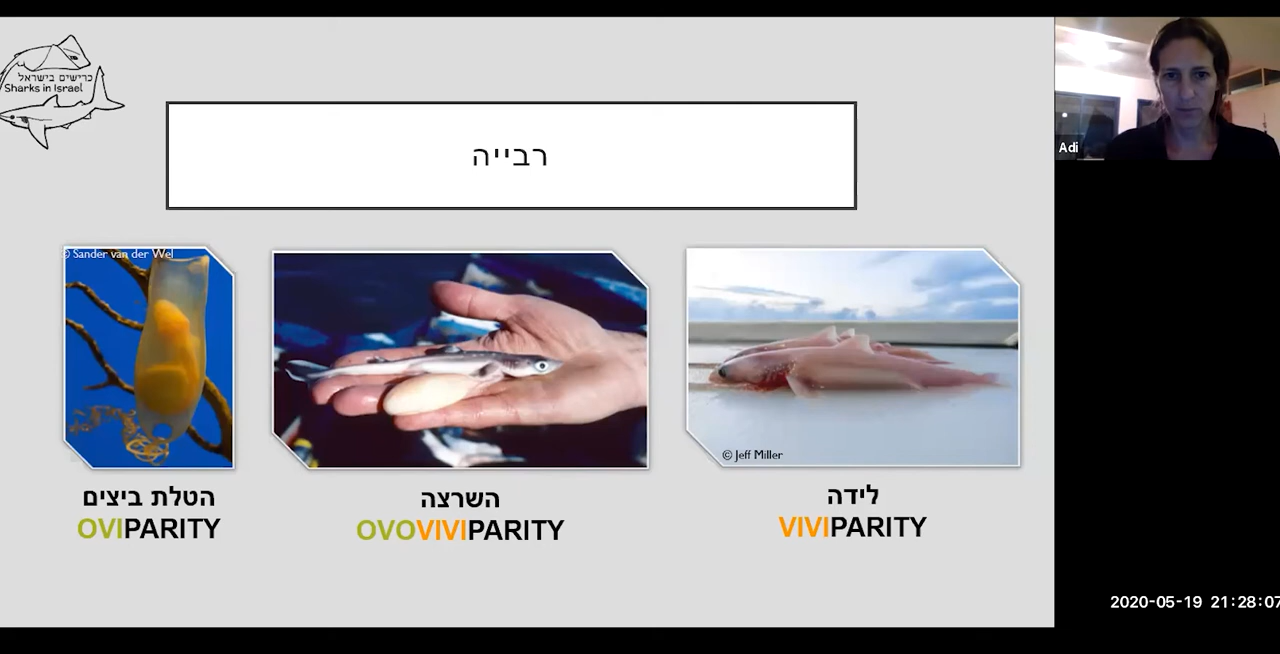 כרישים בישראל
Sharks in Israel
Adi
רבייה
© Sander van der Wel
© Jeff Miller
הטלת ביצים
OVIPARITY
השרצה
OVOVIVIPARITY
לידה
VIVIPARITY
2020-05-19 21:28:07